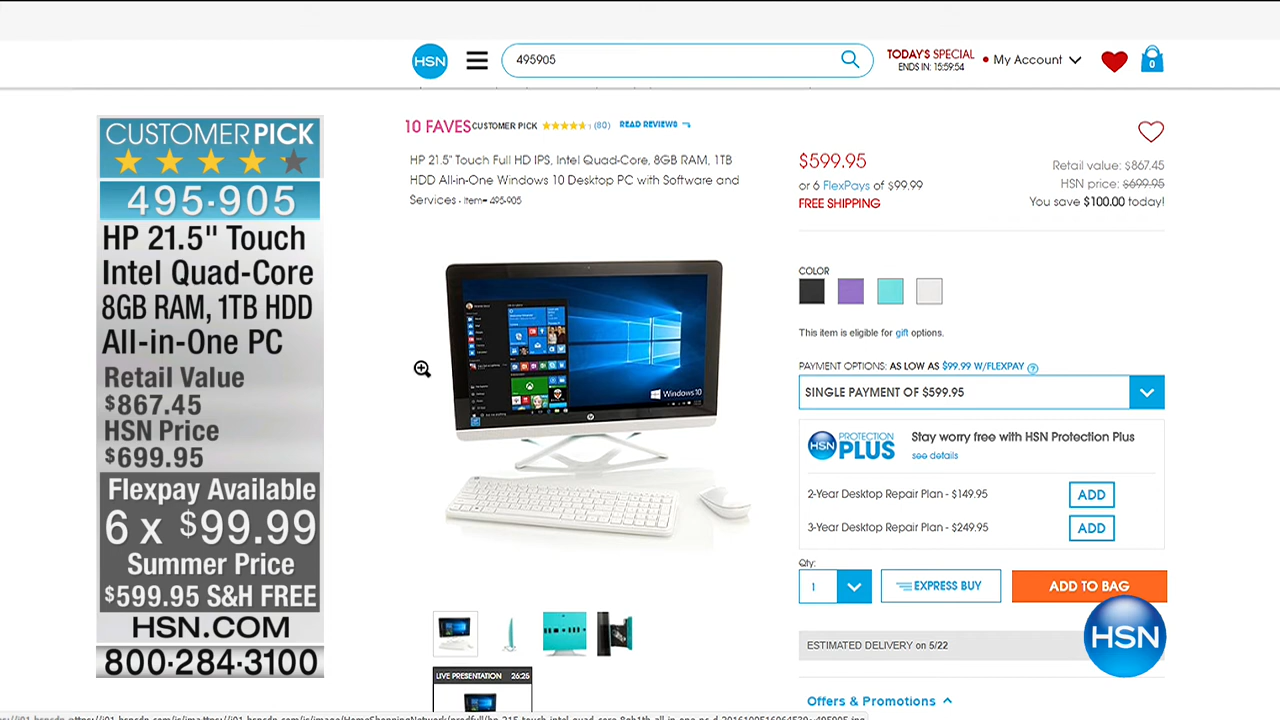 HSN
495905
TODAY'S SPECIAL
ENDS IN: 15:59:54
My Account
0
CUSTOMERPICK
495-905
HP 21.5" Touch
Intel Quad-Core
8GB RAM, 1TB HDD
All-in-One PC
Retail Value
$867.45
HSN Price
$699.95
Flexpay Available
6 x $99.99
Summer Price
$599.95 S&H FREE
HSN.COM
800-284-3100
10 FAVES CUSTOMER PICK (80) READ REVIEWS
HP 21.5" Touch Full HD IPS, Intel Quad-Core, 8GB RAM, 1TB
HDD All-in-One Windows 10 Desktop PC with Software and
Services - Item# 495-905
Windows 10
hp
LIVE PRESENTATION 26:25
$599.95
or 6 FlexPays of $99.99
FREE SHIPPING
Retail value: $867.45
HSN price: $699.95
You save $100.00 today!
COLOR
This item is eligible for gift options.
PAYMENT OPTIONS: AS LOW AS $99.99 W/FLEXPAY ?
SINGLE PAYMENT OF $599.95
HSN PROTECTION PLUS
Stay worry free with HSN Protection Plus
see details
2-Year Desktop Repair Plan - $149.95 ADD
3-Year Desktop Repair Plan - $249.95 ADD
Qty:
1
EXPRESS BUY
ADD TO BAG
ESTIMATED DELIVERY on 5/22
HSN
Offers & Promotions